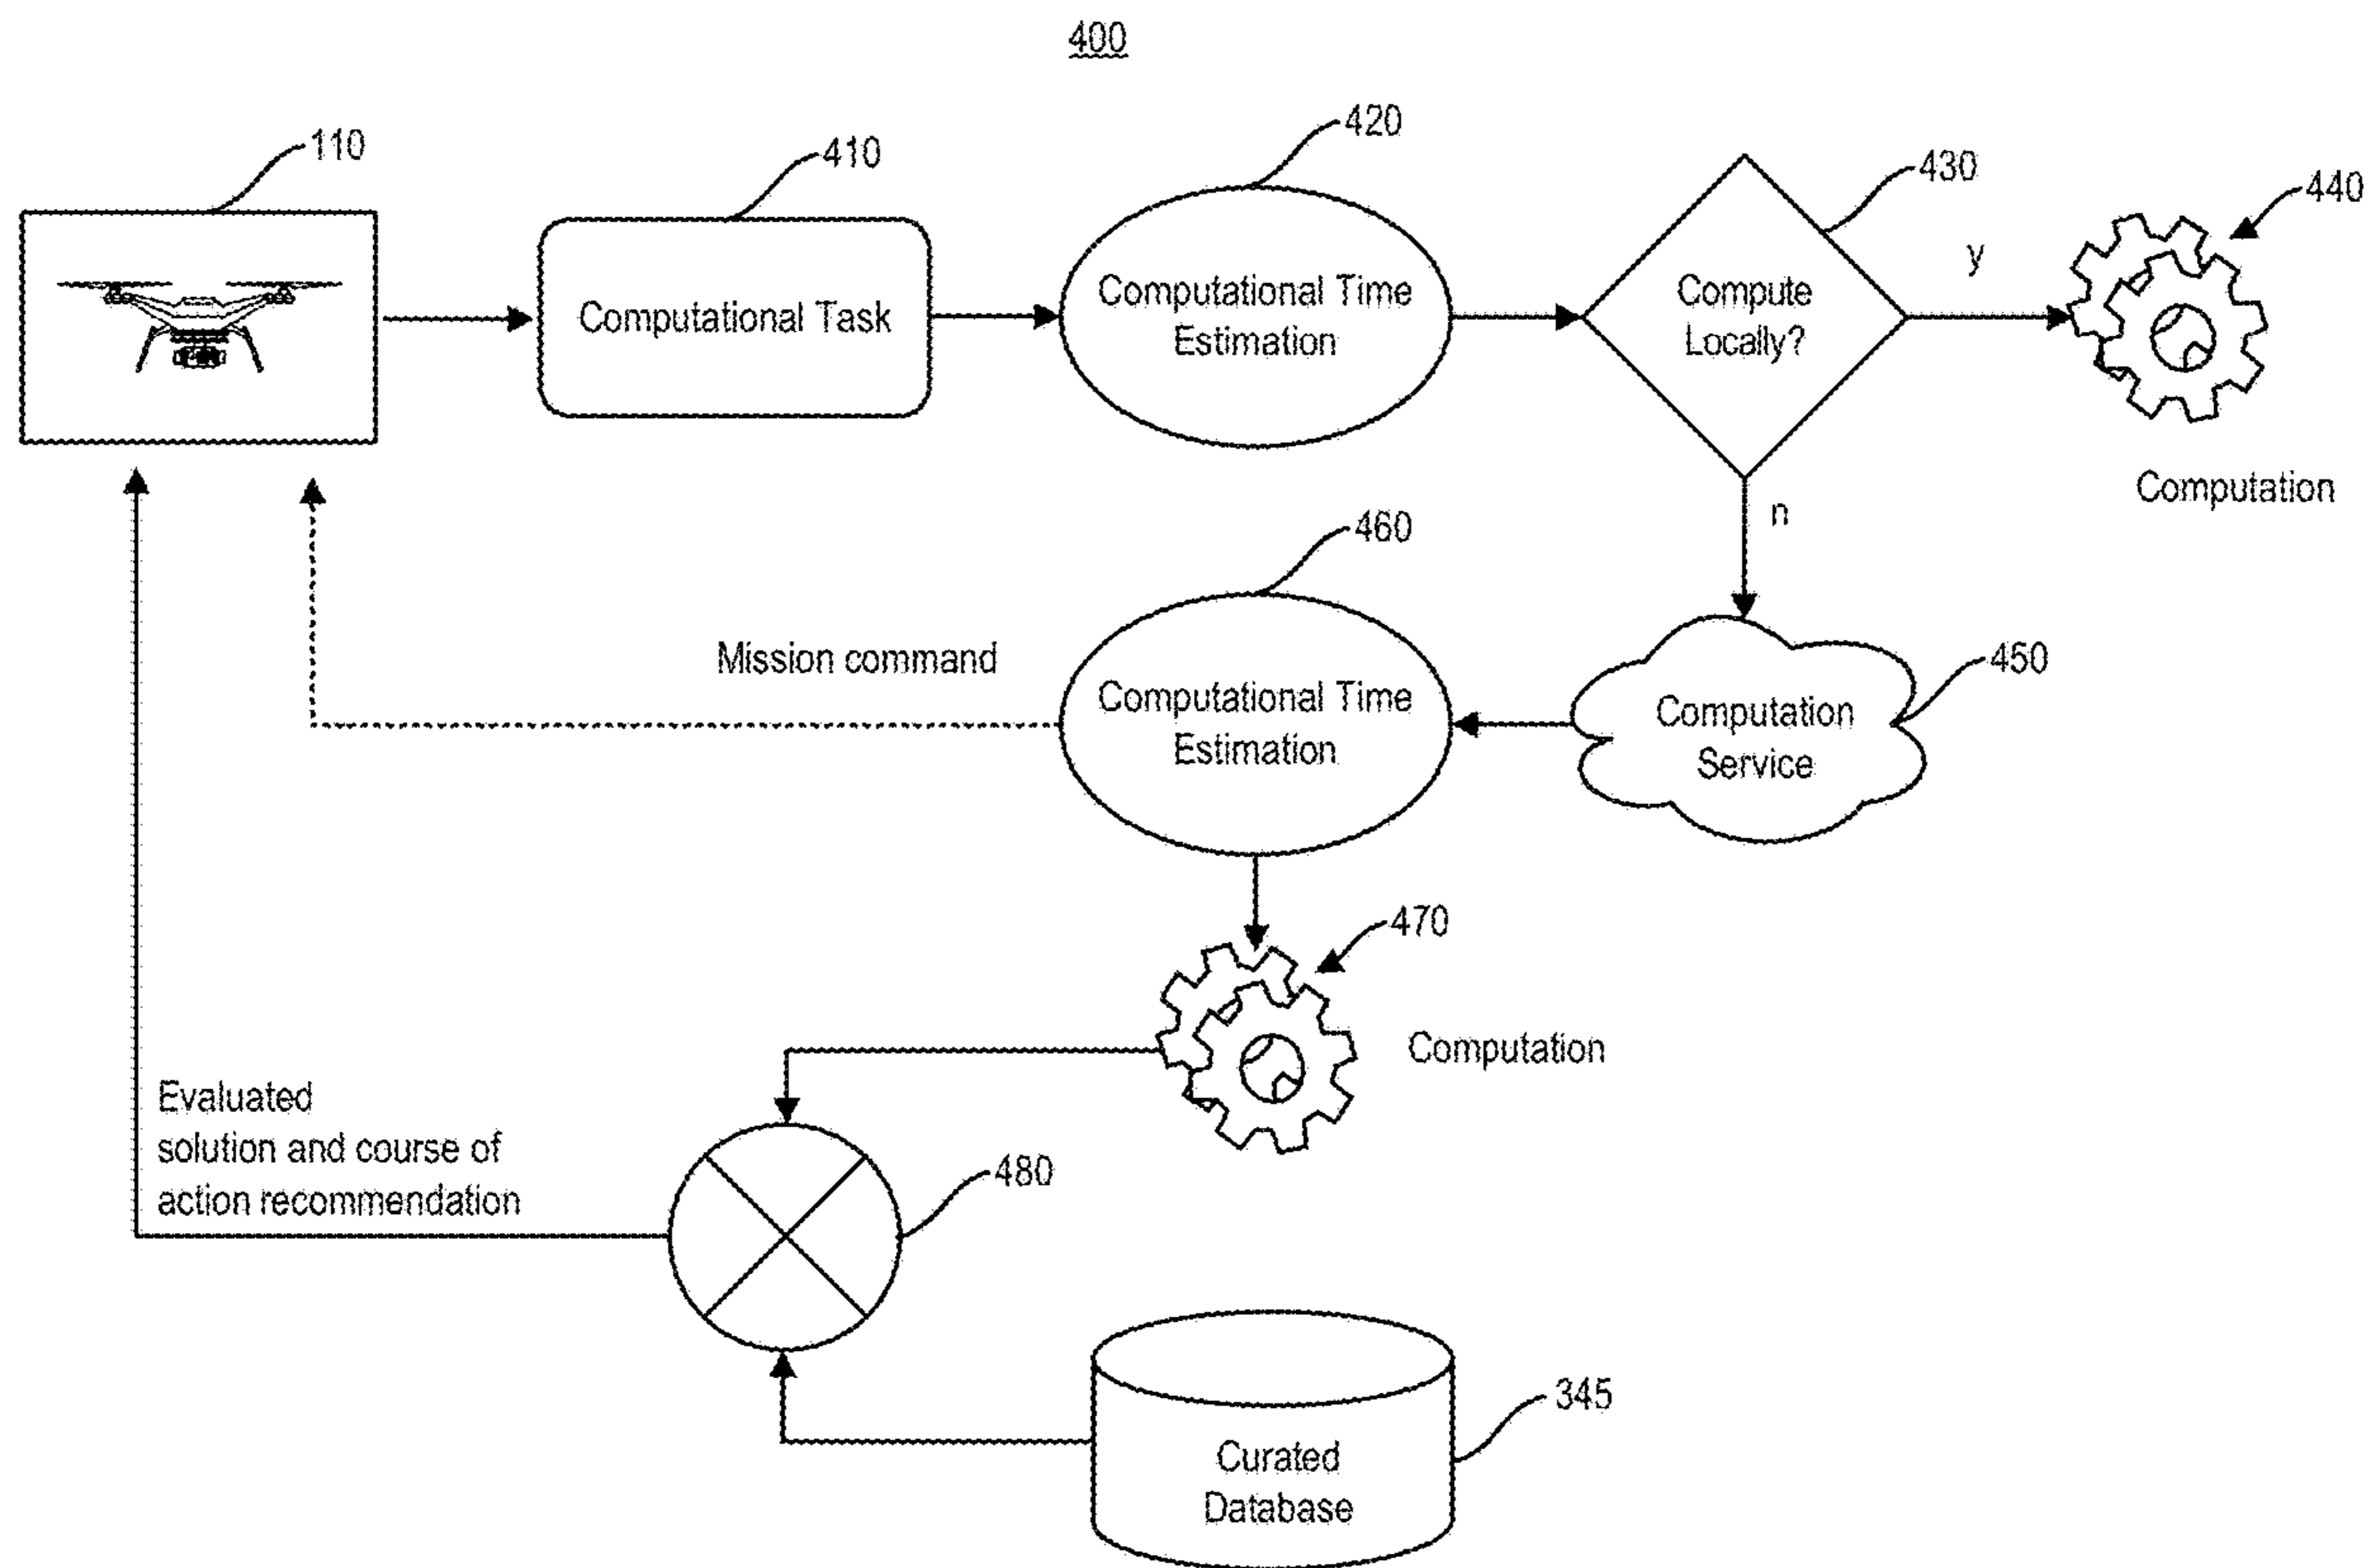 400
110
410
420
430
440
Computational Task
Computational Time
Estimation
Compute
Locally?
y
Computation
n
460
450
Mission command
Computational Time
Estimation
Computation
Service
470
Computation
Evaluated
solution and course of
action recommendation
480
345
Curated
Database